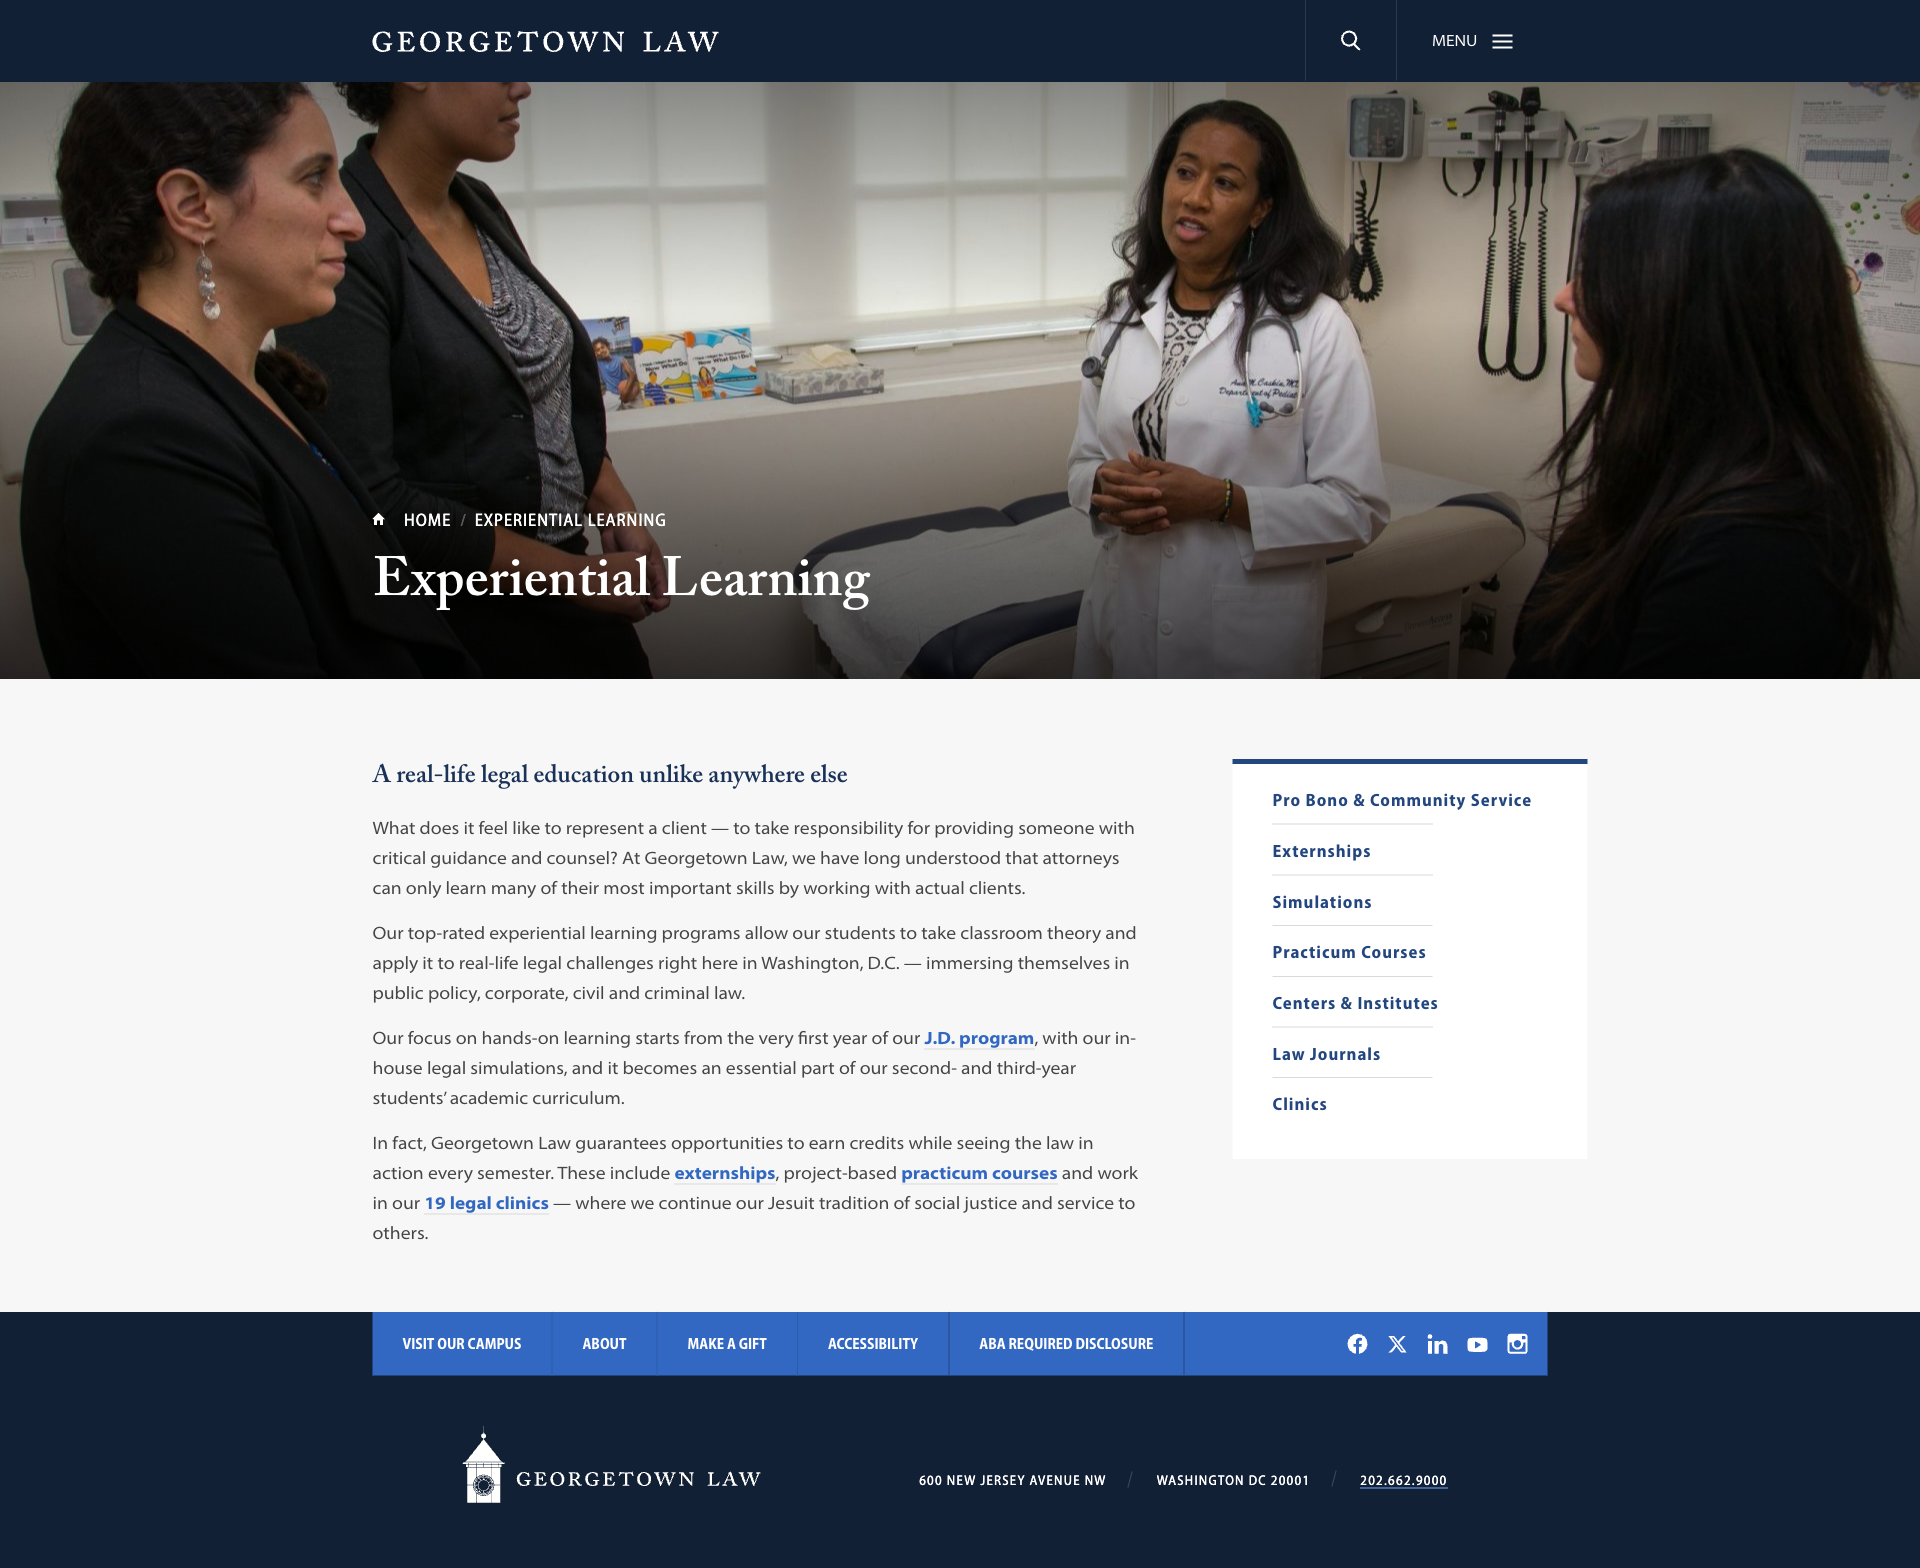 GEORGETOWN LAW
MENU
Now What Do
Now What Do I Do?
HOME / EXPERIENTIAL LEARNING
Experiential Learning
A real-life legal education unlike anywhere else
What does it feel like to represent a client — to take responsibility for providing someone with
critical guidance and counsel? At Georgetown Law, we have long understood that attorneys
can only learn many of their most important skills by working with actual clients.
Our top-rated experiential learning programs allow our students to take classroom theory and
apply it to real-life legal challenges right here in Washington, D.C. — immersing themselves in
public policy, corporate, civil and criminal law.
Our focus on hands-on learning starts from the very first year of our J.D. program, with our in-
house legal simulations, and it becomes an essential part of our second- and third-year
students’ academic curriculum.
In fact, Georgetown Law guarantees opportunities to earn credits while seeing the law in
action every semester. These include externships, project-based practicum courses and work
in our 19 legal clinics — where we continue our Jesuit tradition of social justice and service to
others.
Pro Bono & Community Service
Externships
Simulations
Practicum Courses
Centers & Institutes
Law Journals
Clinics
VISIT OUR CAMPUS
ABOUT
MAKE A GIFT
ACCESSIBILITY
ABA REQUIRED DISCLOSURE
GEORGETOWN LAW
600 NEW JERSEY AVENUE NW / WASHINGTON DC 20001 / 202.662.9000